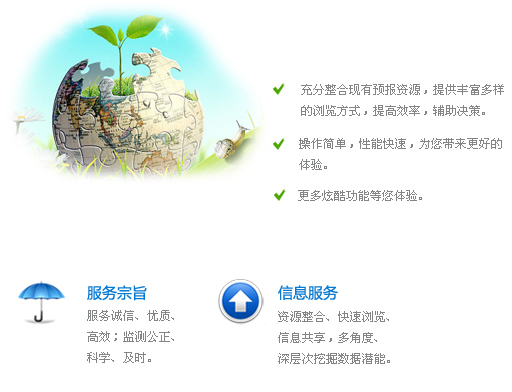 充分整合现有预报资源，提供丰富多样
的浏览方式，提高效率，辅助决策。
操作简单，性能快速，为您带来更好的
体验。
更多炫酷功能等您体验。
服务宗旨
服务诚信、优质、
高效；监测公正、
科学、及时。
信息服务
资源整合、快速浏览、
信息共享，多角度、
深层次挖掘数据潜能。